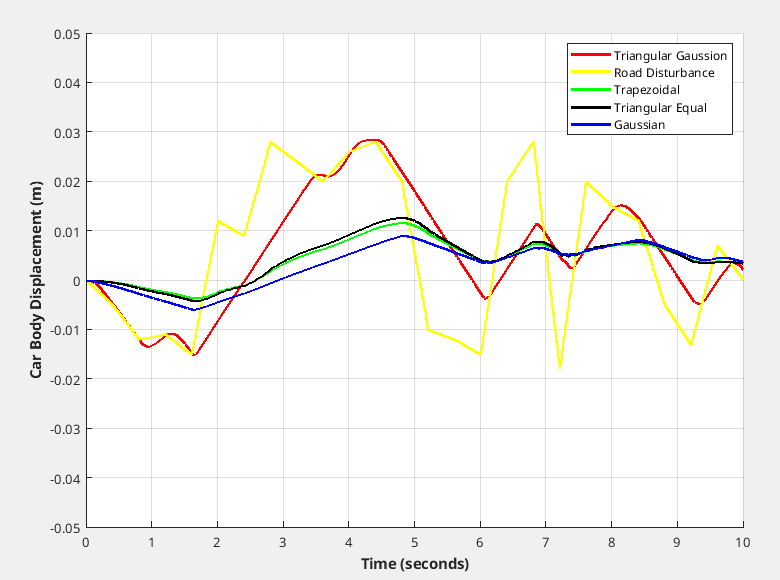 0.05
0.04
0.03
0.02
0.01
0
-0.01
-0.02
-0.03
-0.04
-0.05
Car Body Displacement (m)
Triangular Gaussion
Road Disturbance
Trapezoidal
Triangular Equal
Gaussian
0 1 2 3 4 5 6 7 8 9 10
Time (seconds)